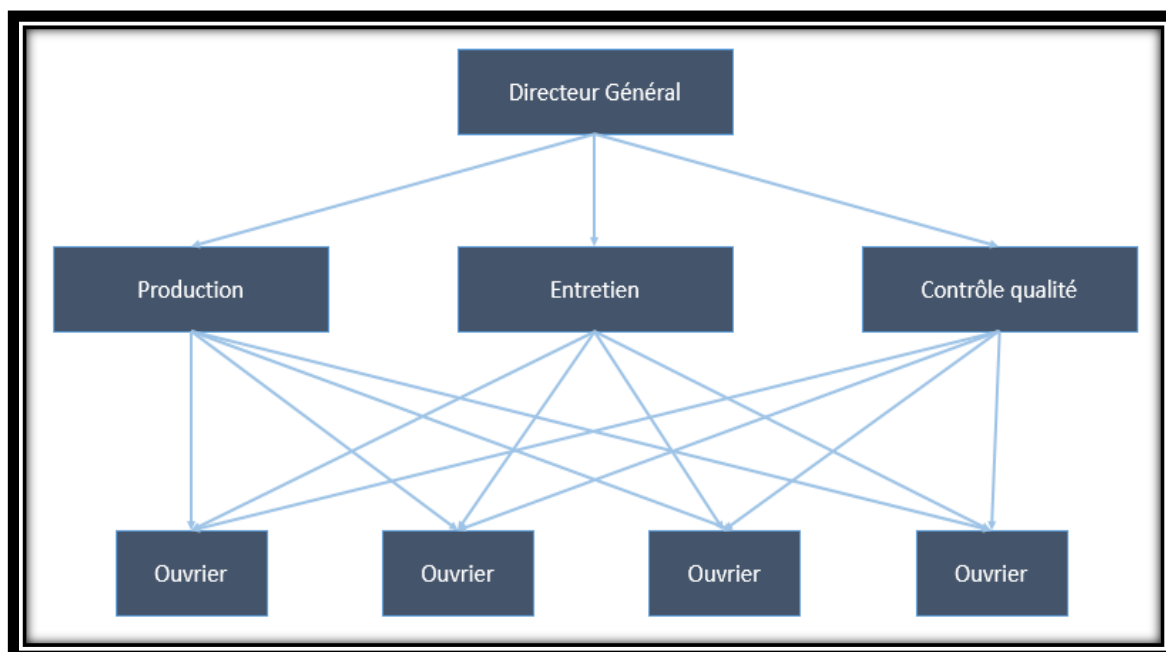 Directeur Général
Production
Entretien
Contrôle qualité
Ouvrier
Ouvrier
Ouvrier
Ouvrier